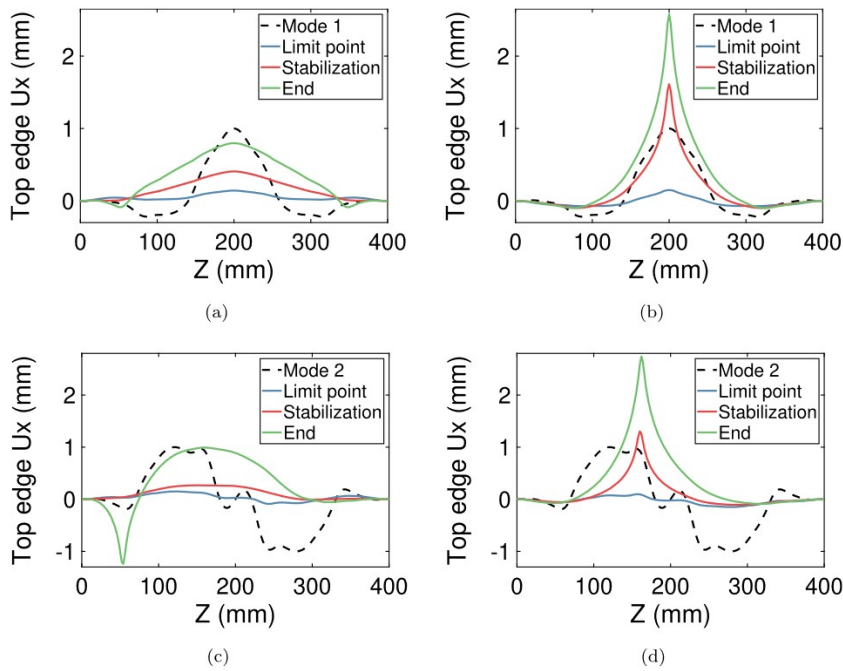 Mode 1
Limit point
Stabilization
End
Top edge Ux (mm)
2
1
0
0 100 200 300 400
Z (mm)
(a)
Mode 1
Limit point
Stabilization
End
Top edge Ux (mm)
2
1
0
0 100 200 300 400
Z (mm)
(b)
Mode 2
Limit point
Stabilization
End
Top edge Ux (mm)
2
1
0
-1
0 100 200 300 400
Z (mm)
(c)
Mode 2
Limit point
Stabilization
End
Top edge Ux (mm)
2
1
0
-1
0 100 200 300 400
Z (mm)
(d)